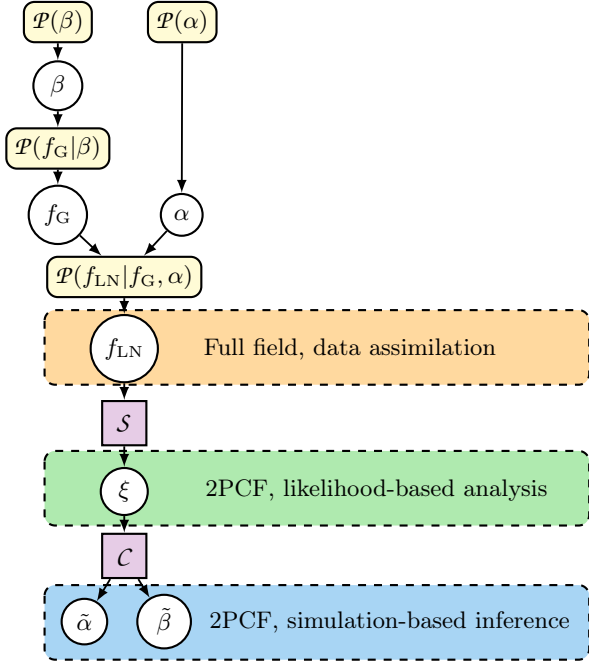 𝒫(β) 𝒫(α)
β
𝒫(f_G|β)
f_G α
𝒫(f_LN|f_G, α)
f_LN Full field, data assimilation
𝒮
ξ 2PCF, likelihood-based analysis
𝒞
α̃ β̃ 2PCF, simulation-based inference